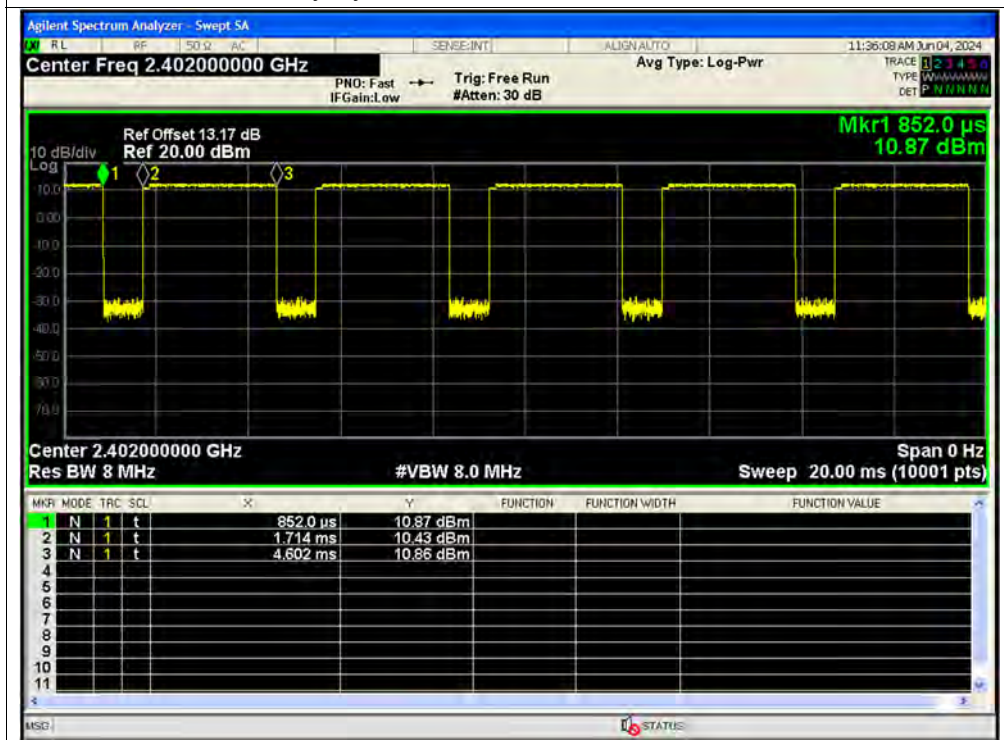 Agilent Spectrum Analyzer - Swept SA
RL RF 50 Ω AC SENSE:INT ALIGN AUTO 11:36:08 AM Jun 04, 2024
Center Freq 2.402000000 GHz
PNO: Fast
IFGain:Low
Trig: Free Run
#Atten: 30 dB
Avg Type: Log-Pwr
TRACE 1 2 3 4 5 6
TYPE W
DET P N N N N N
Mkr1 852.0 µs
10.87 dBm
Ref Offset 13.17 dB
10 dB/div Ref 20.00 dBm
Log
1 2 3
10.0
0.00
-10.0
-20.0
-30.0
-40.0
-50.0
-60.0
-70.0
Center 2.402000000 GHz Span 0 Hz
Res BW 8 MHz #VBW 8.0 MHz Sweep 20.00 ms (10001 pts)
MKR MODE TRC SCL X Y FUNCTION FUNCTION WIDTH FUNCTION VALUE
1 N 1 t 852.0 µs 10.87 dBm
2 N 1 t 1.714 ms 10.43 dBm
3 N 1 t 4.602 ms 10.86 dBm
4
5
6
7
8
9
10
11
MSG STATUS